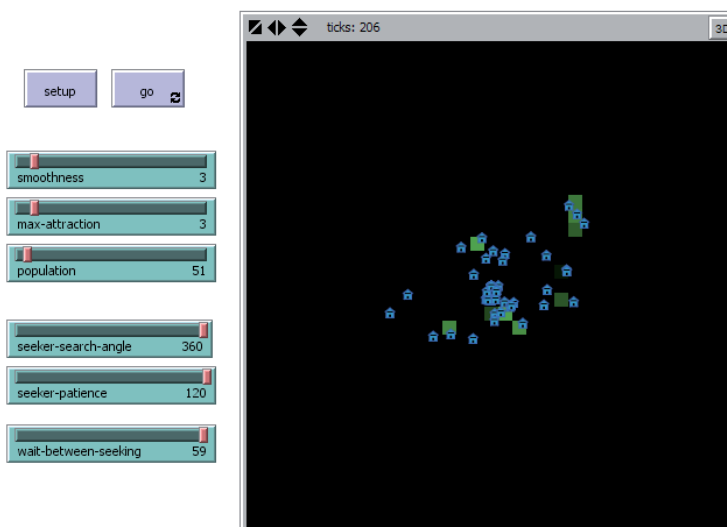 ticks: 206
3D
setup
go
smoothness 3
max-attraction 3
population 51
seeker-search-angle 360
seeker-patience 120
wait-between-seeking 59